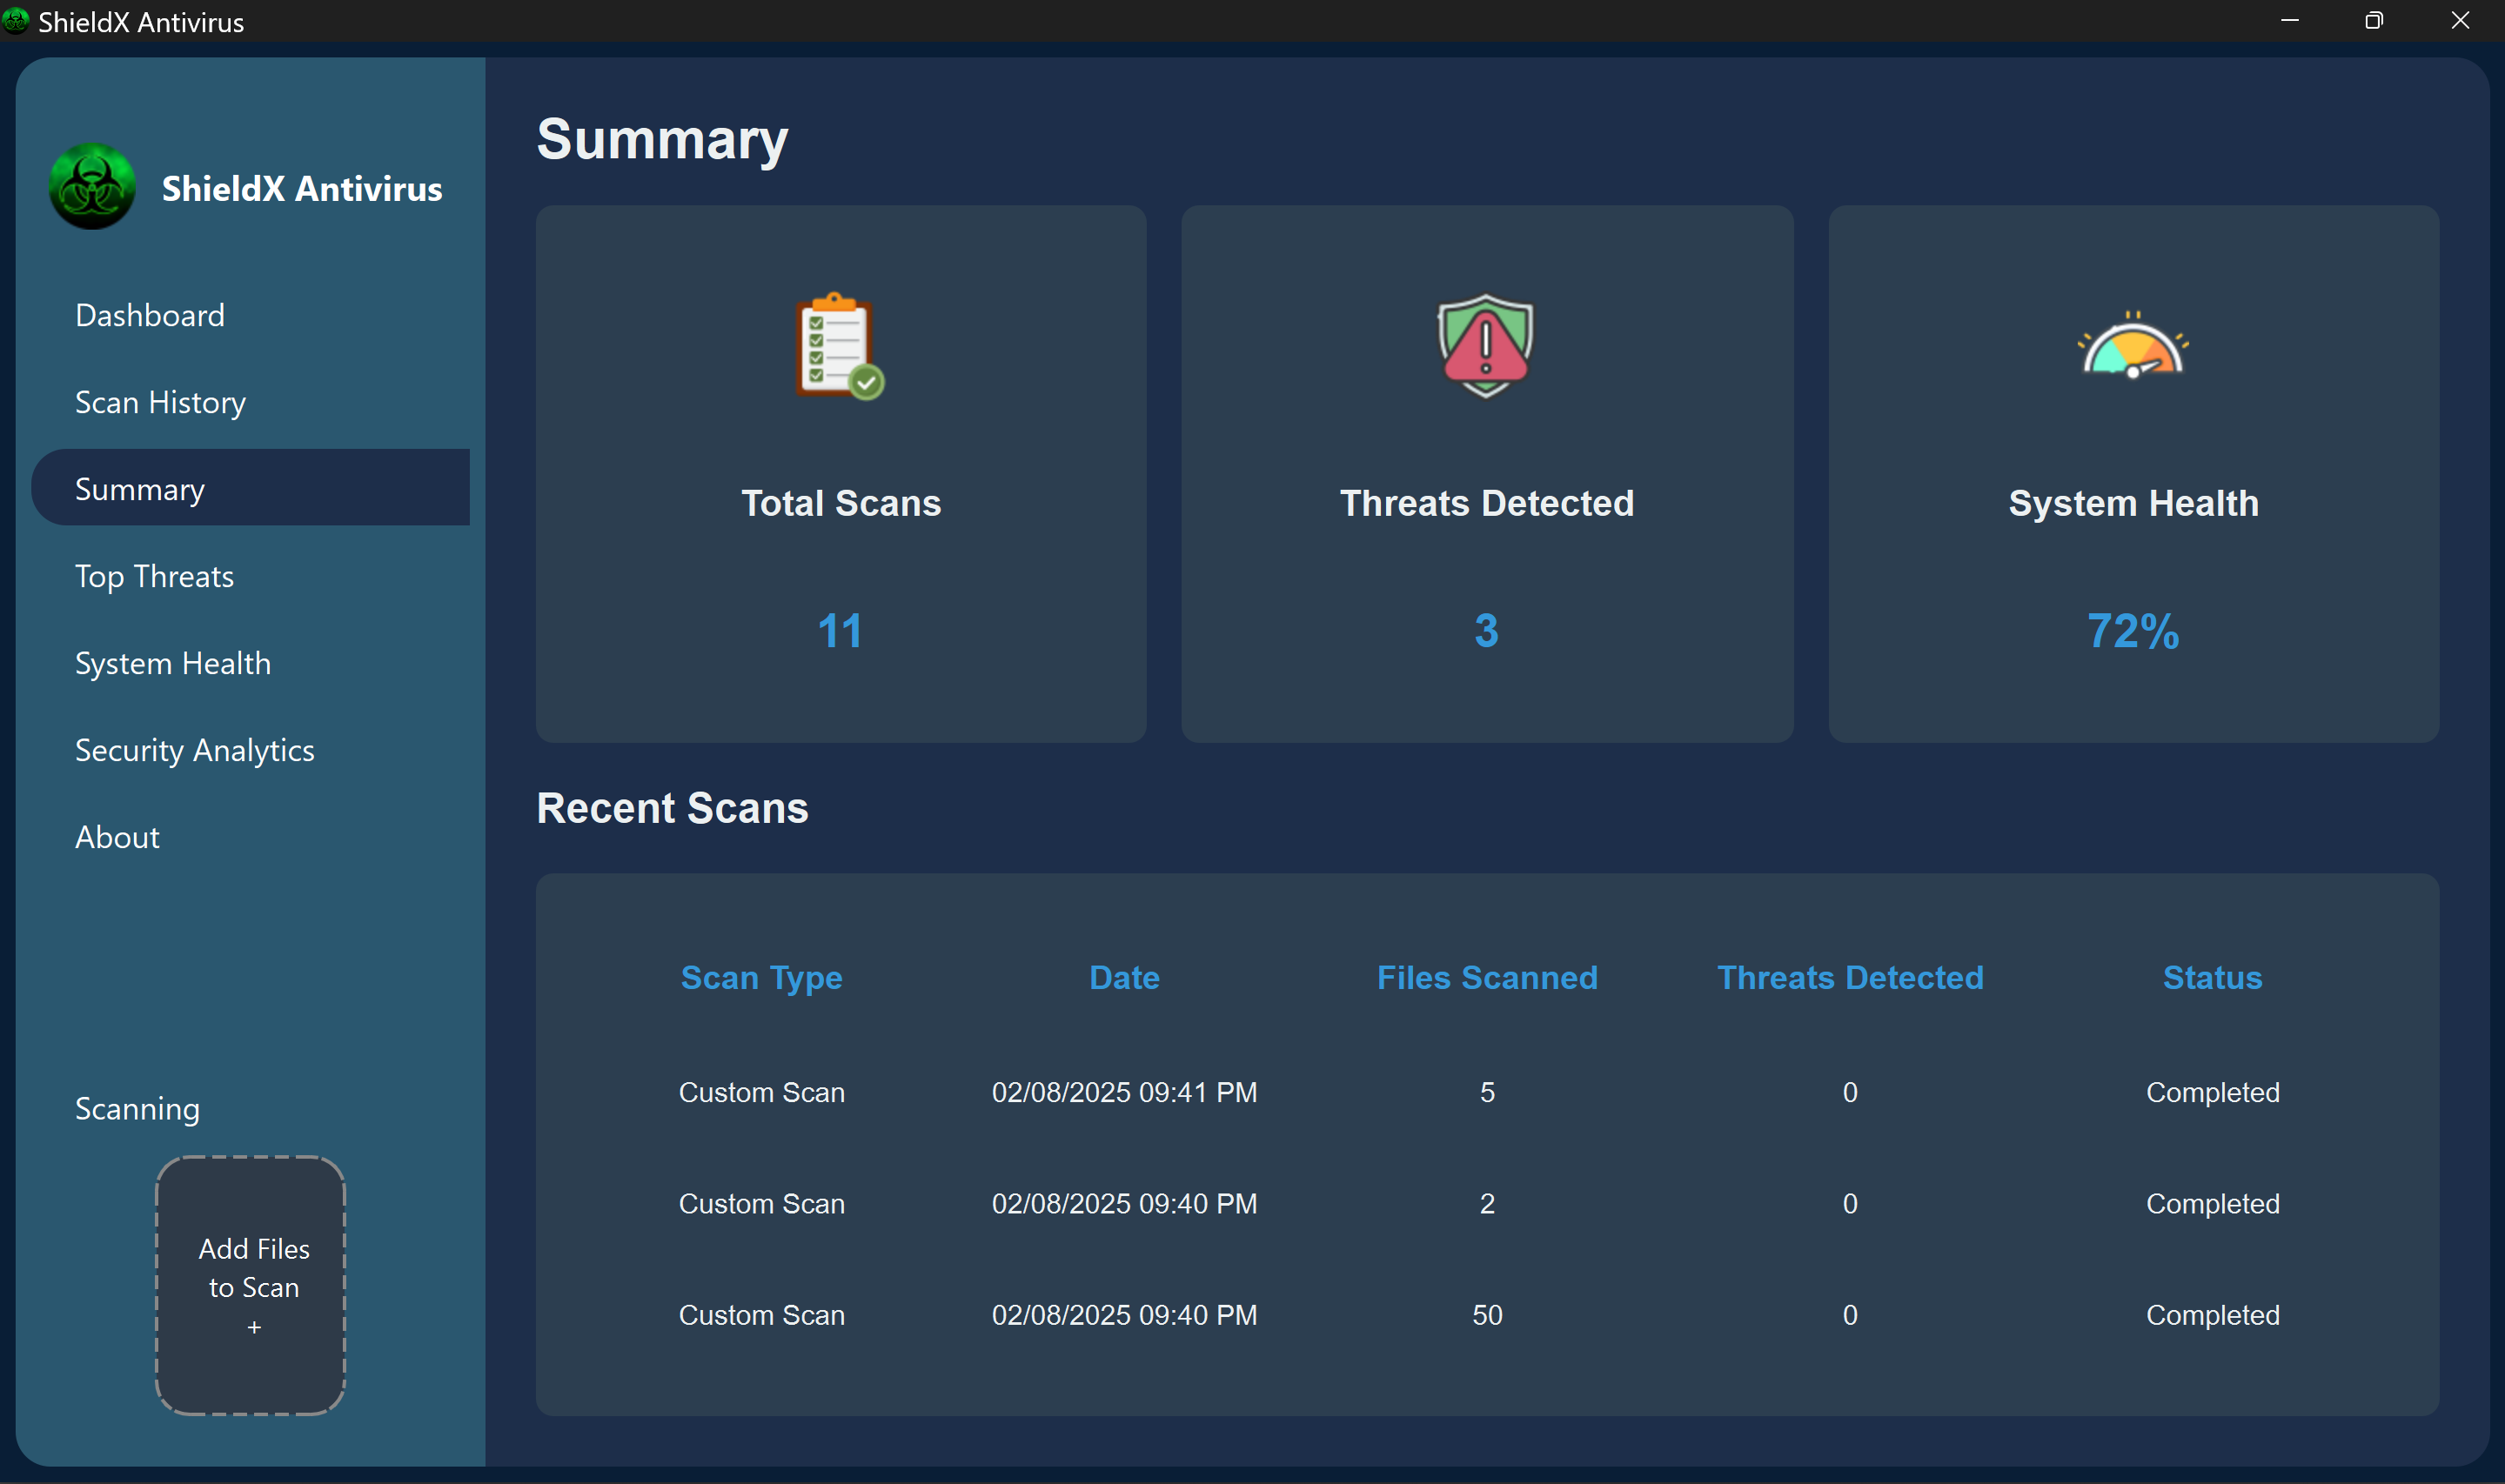 ShieldX Antivirus
ShieldX Antivirus
Dashboard
Scan History
Summary
Top Threats
System Health
Security Analytics
About
Scanning
Add Files
to Scan
+
Summary
Total Scans
11
Threats Detected
3
System Health
72%
Recent Scans
Scan Type Date Files Scanned Threats Detected Status
Custom Scan 02/08/2025 09:41 PM 5 0 Completed
Custom Scan 02/08/2025 09:40 PM 2 0 Completed
Custom Scan 02/08/2025 09:40 PM 50 0 Completed